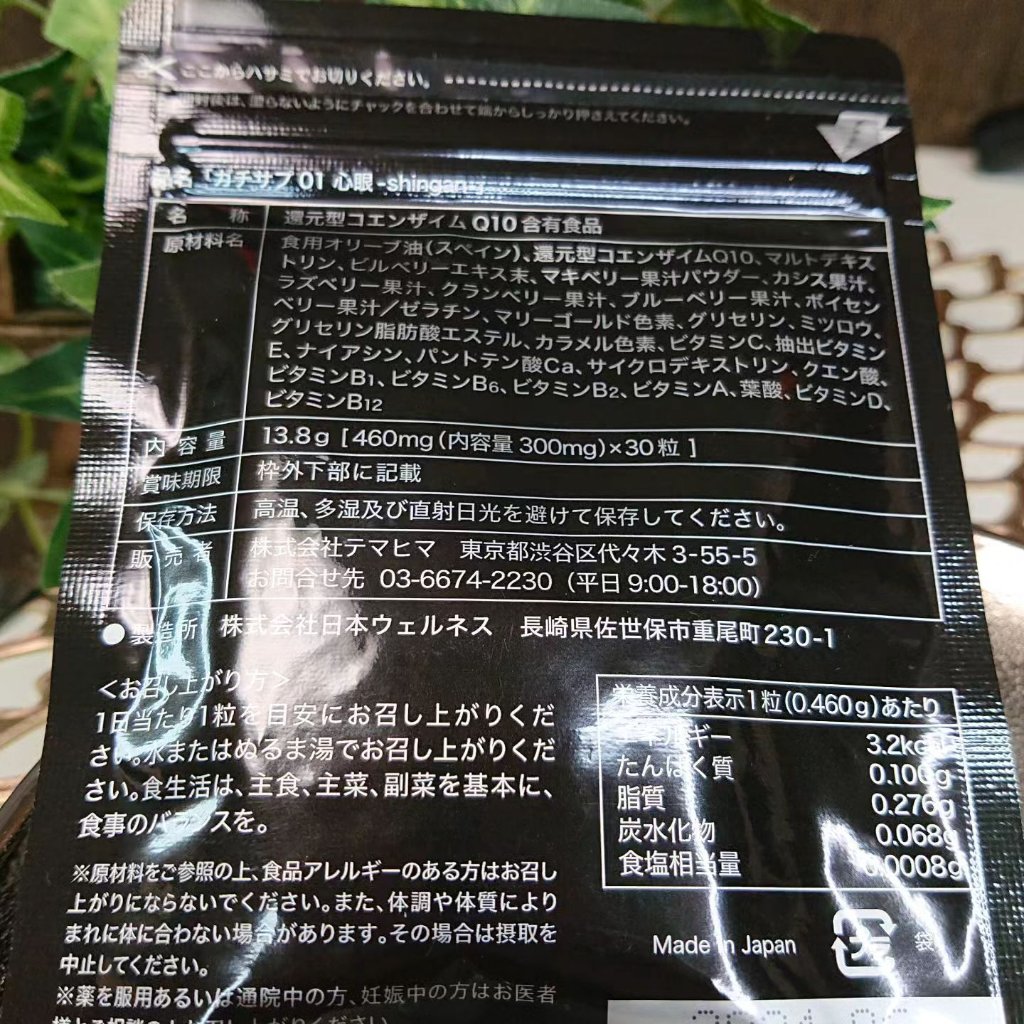 ここからハサミでお切りください。
開封後は、湿らないようにチャックを合わせて端からしっかり押さえてください。
品名「ガチサプ01 心眼 -shingan-」
名 称 還元型コエンザイムQ10含有食品
原材料名 食用オリーブ油(スペイン)、還元型コエンザイムQ10、マルトデキス
トリン、ビルベリーエキス末、マキベリー果汁パウダー、カシス果汁、
ラズベリー果汁、クランベリー果汁、ブルーベリー果汁、ボイセン
ベリー果汁/ゼラチン、マリーゴールド色素、グリセリン、ミツロウ、
グリセリン脂肪酸エステル、カラメル色素、ビタミンC、抽出ビタミン
E、ナイアシン、パントテン酸Ca、サイクロデキストリン、クエン酸、
ビタミンB1、ビタミンB6、ビタミンB2、ビタミンA、葉酸、ビタミンD、
ビタミンB12
内容量 13.8g [460mg(内容量 300mg)×30粒]
賞味期限 枠外下部に記載
保存方法 高温、多湿及び直射日光を避けて保存してください。
販売者 株式会社テマヒマ 東京都渋谷区代々木3-55-5
お問合せ先 03-6674-2230(平日9:00-18:00)
●製造所 株式会社日本ウェルネス 長崎県佐世保市重尾町230-1
<お召し上がり方>
1日当たり1粒を目安にお召し上がりくだ
さい。水またはぬるま湯でお召し上がりくだ
さい。食生活は、主食、主菜、副菜を基本に、
食事のバランスを。
※原材料をご参照の上、食品アレルギーのある方はお召し
上がりにならないでください。また、体調や体質により
まれに体に合わない場合があります。その場合は摂取を
中止してください。
※薬を服用あるいは通院中の方、妊娠中の方はお医者
栄養成分表示1粒(0.460g)あたり
エネルギー 3.2kcal
たんぱく質 0.100g
脂質 0.276g
炭水化物 0.068g
食塩相当量 0.0008g
Made in Japan
プラ
袋